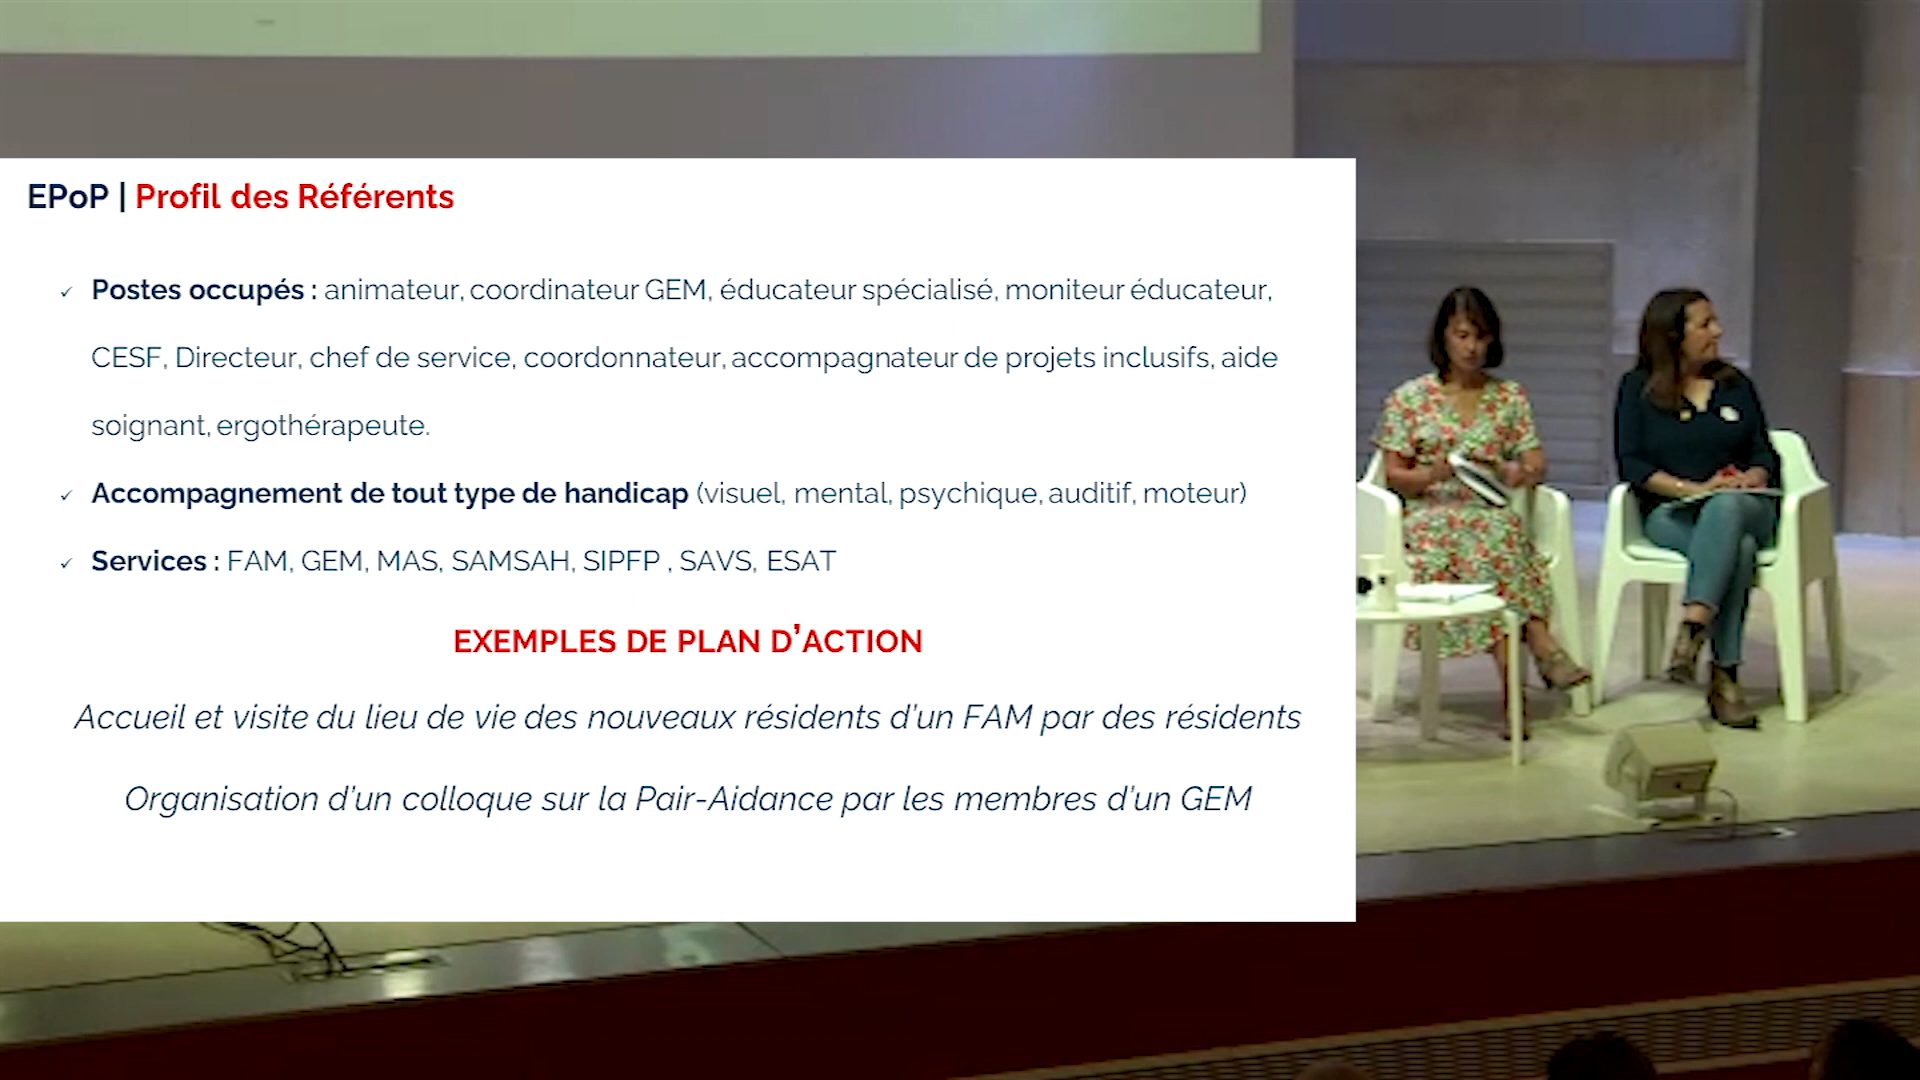 EPoP | Profil des Référents
✓ Postes occupés : animateur, coordinateur GEM, éducateur spécialisé, moniteur éducateur,
CESF, Directeur, chef de service, coordonnateur, accompagnateur de projets inclusifs, aide
soignant, ergothérapeute.
✓ Accompagnement de tout type de handicap (visuel, mental, psychique, auditif, moteur)
✓ Services : FAM, GEM, MAS, SAMSAH, SIPFP , SAVS, ESAT
EXEMPLES DE PLAN D’ACTION
Accueil et visite du lieu de vie des nouveaux résidents d’un FAM par des résidents
Organisation d’un colloque sur la Pair-Aidance par les membres d’un GEM